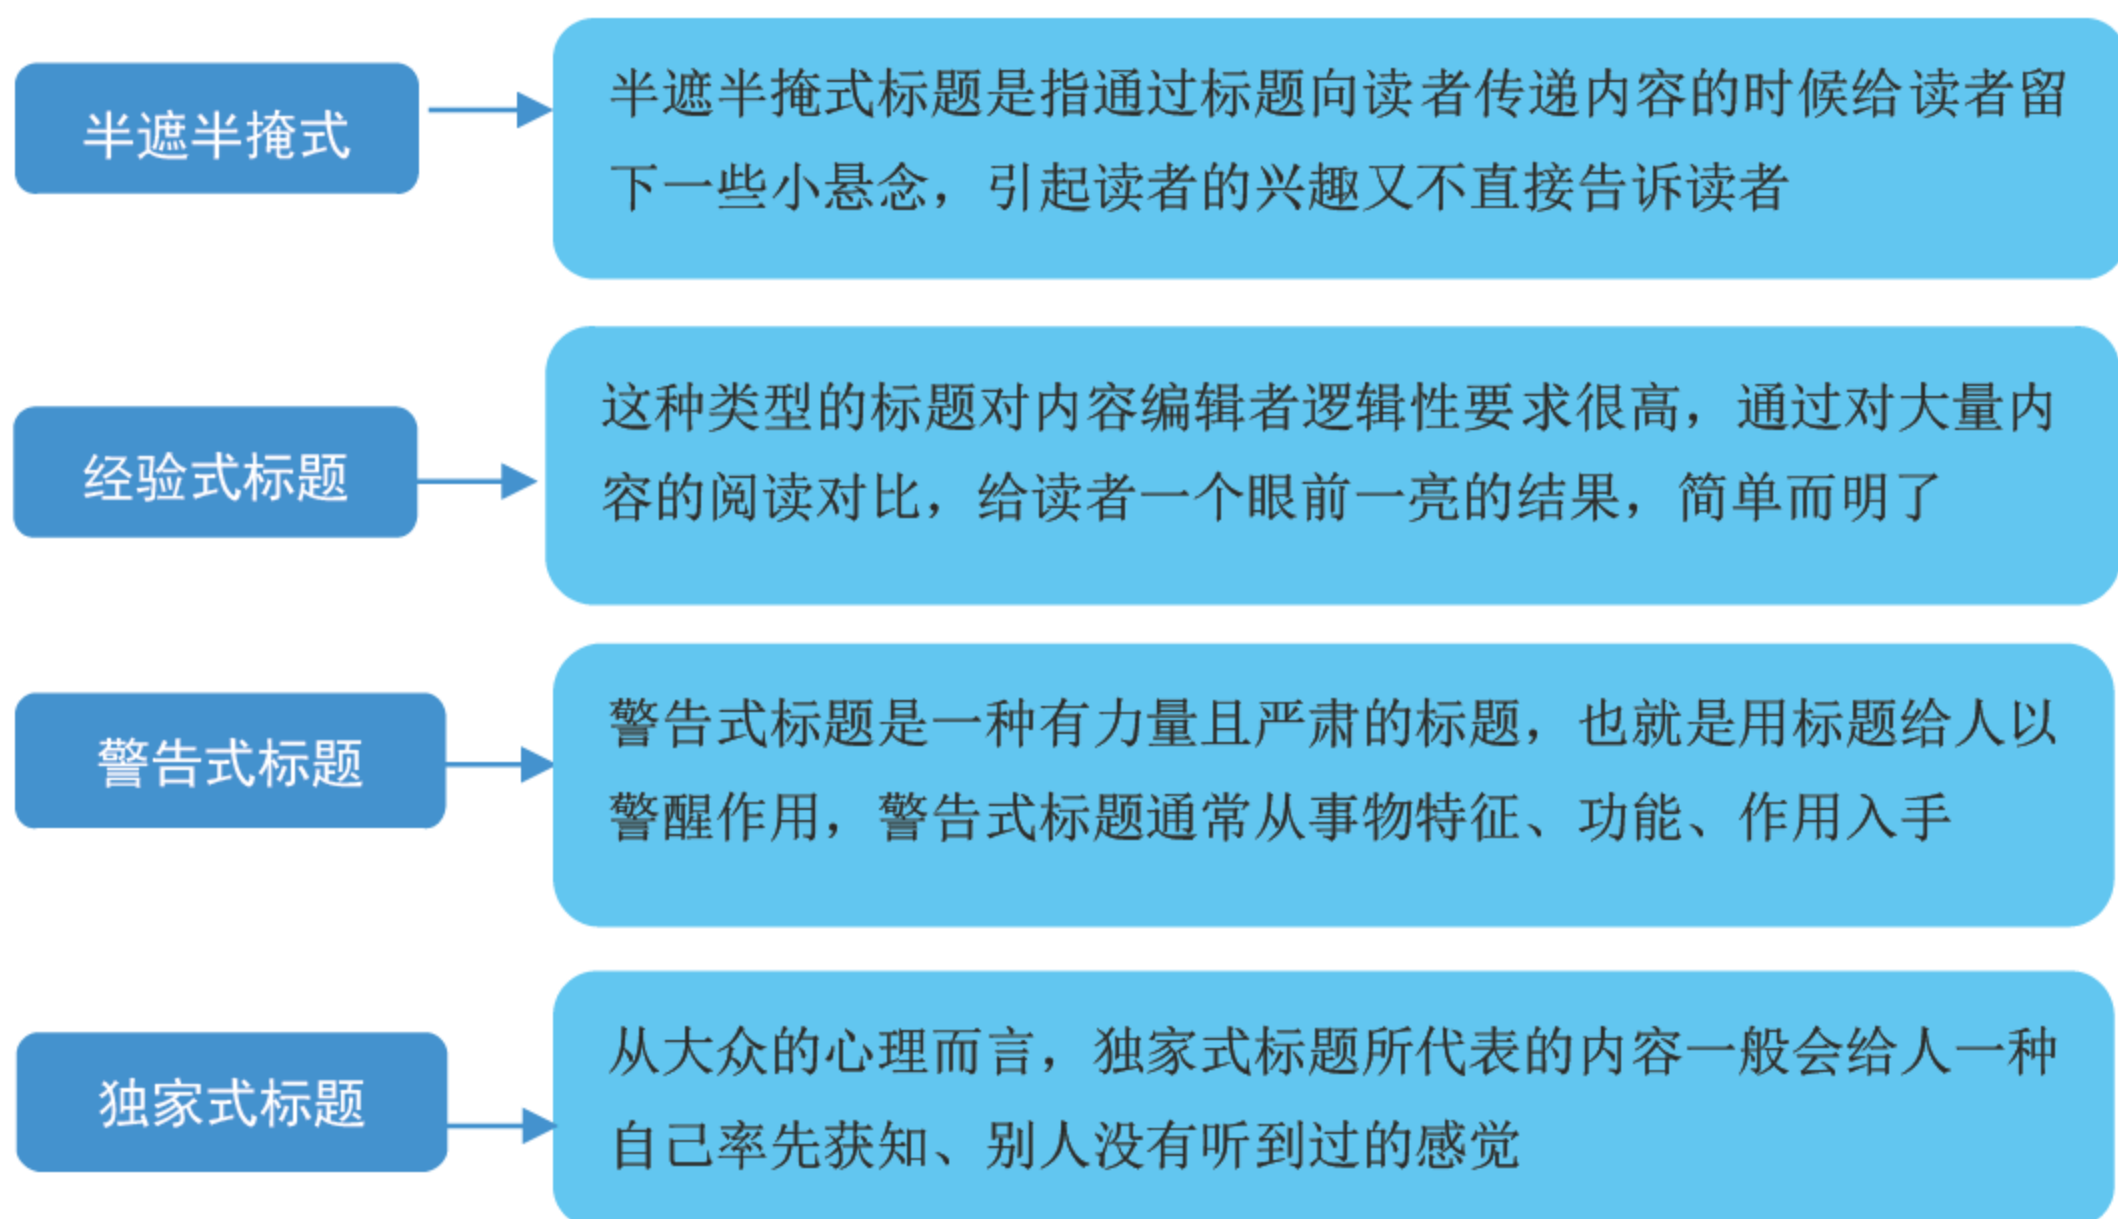 半遮半掩式
半遮半掩式标题是指通过标题向读者传递内容的时候给读者留
下一些小悬念，引起读者的兴趣又不直接告诉读者
经验式标题
这种类型的标题对内容编辑者逻辑性要求很高，通过对大量内
容的阅读对比，给读者一个眼前一亮的结果，简单而明了
警告式标题
警告式标题是一种有力量且严肃的标题，也就是用标题给人以
警醒作用，警告式标题通常从事物特征、功能、作用入手
独家式标题
从大众的心理而言，独家式标题所代表的内容一般会给人一种
自己率先获知、别人没有听到过的感觉